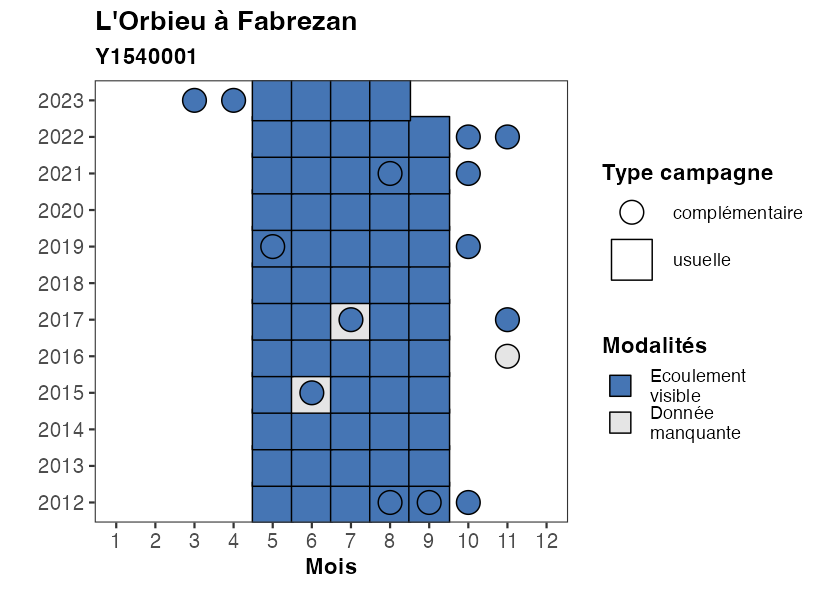 L'Orbieu à Fabrezan
Y1540001
2023
2022
2021
2020
2019
2018
2017
2016
2015
2014
2013
2012
1 2 3 4 5 6 7 8 9 10 11 12
Mois
Type campagne
complémentaire
usuelle
Modalités
Ecoulement
visible
Donnée
manquante